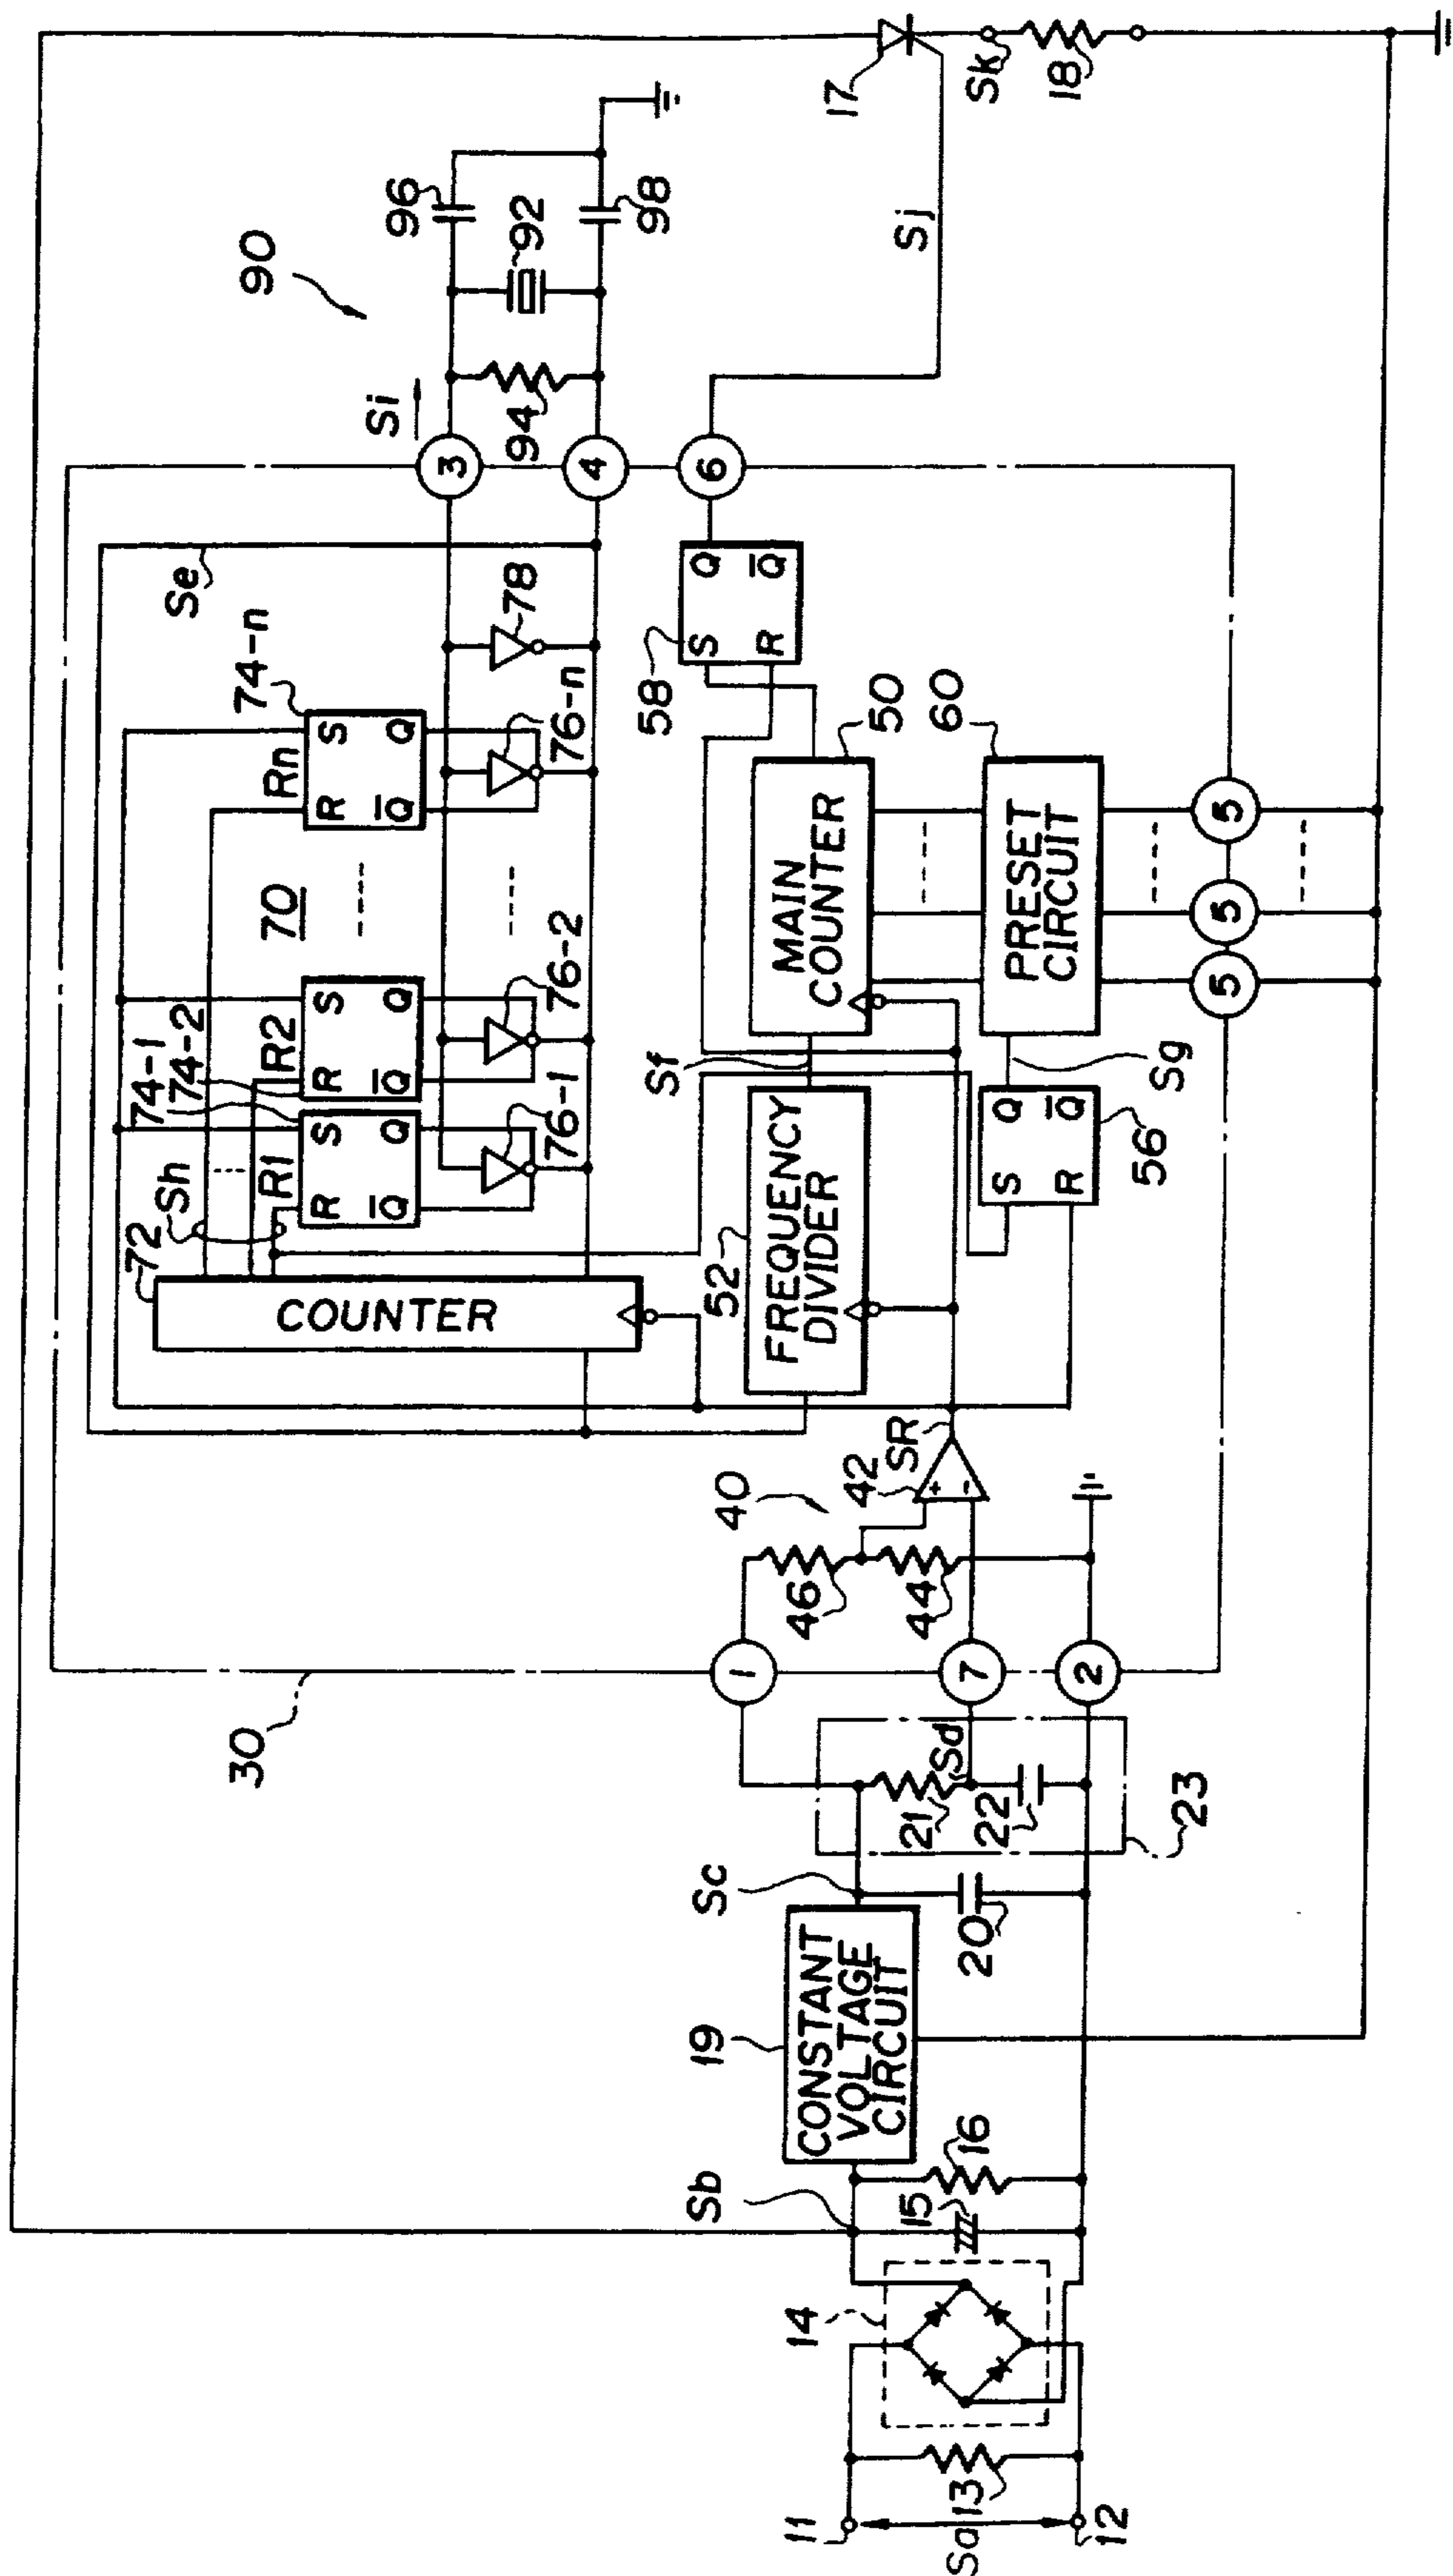 90
Si
96
92
98
94
3
4
6
Se
74-n
Rn
R
S
Q̄
Q
78
76-n
70
74-1
74-2
R2
R
S
Q̄
Q
76-2
R1
R
S
Q̄
Q
76-1
Sh
72
COUNTER
58
S
Q
R
Q̄
Sj
17
Sk
18
50
MAIN
COUNTER
60
PRESET
CIRCUIT
5
5
5
Sf
Sg
52
FREQUENCY
DIVIDER
S
Q
R
Q̄
56
40
42
SR
+
-
46
44
1
7
2
30
Sc
21
Sd
22
23
20
19
CONSTANT
VOLTAGE
CIRCUIT
Sb
15
16
14
11
Sa
13
12